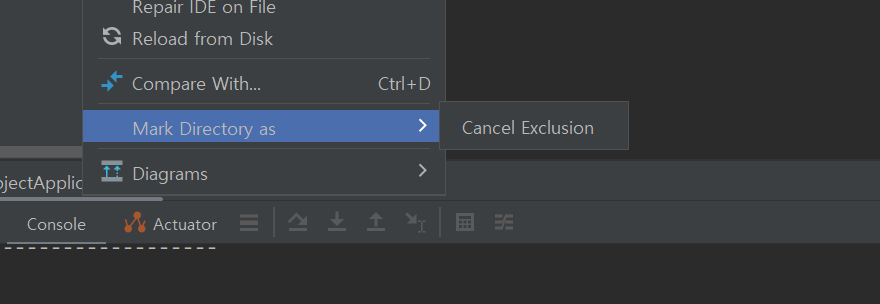 Repair IDE on File
Reload from Disk
Compare With... Ctrl+D
Mark Directory as
Cancel Exclusion
Diagrams
ojectApplic
Console Actuator